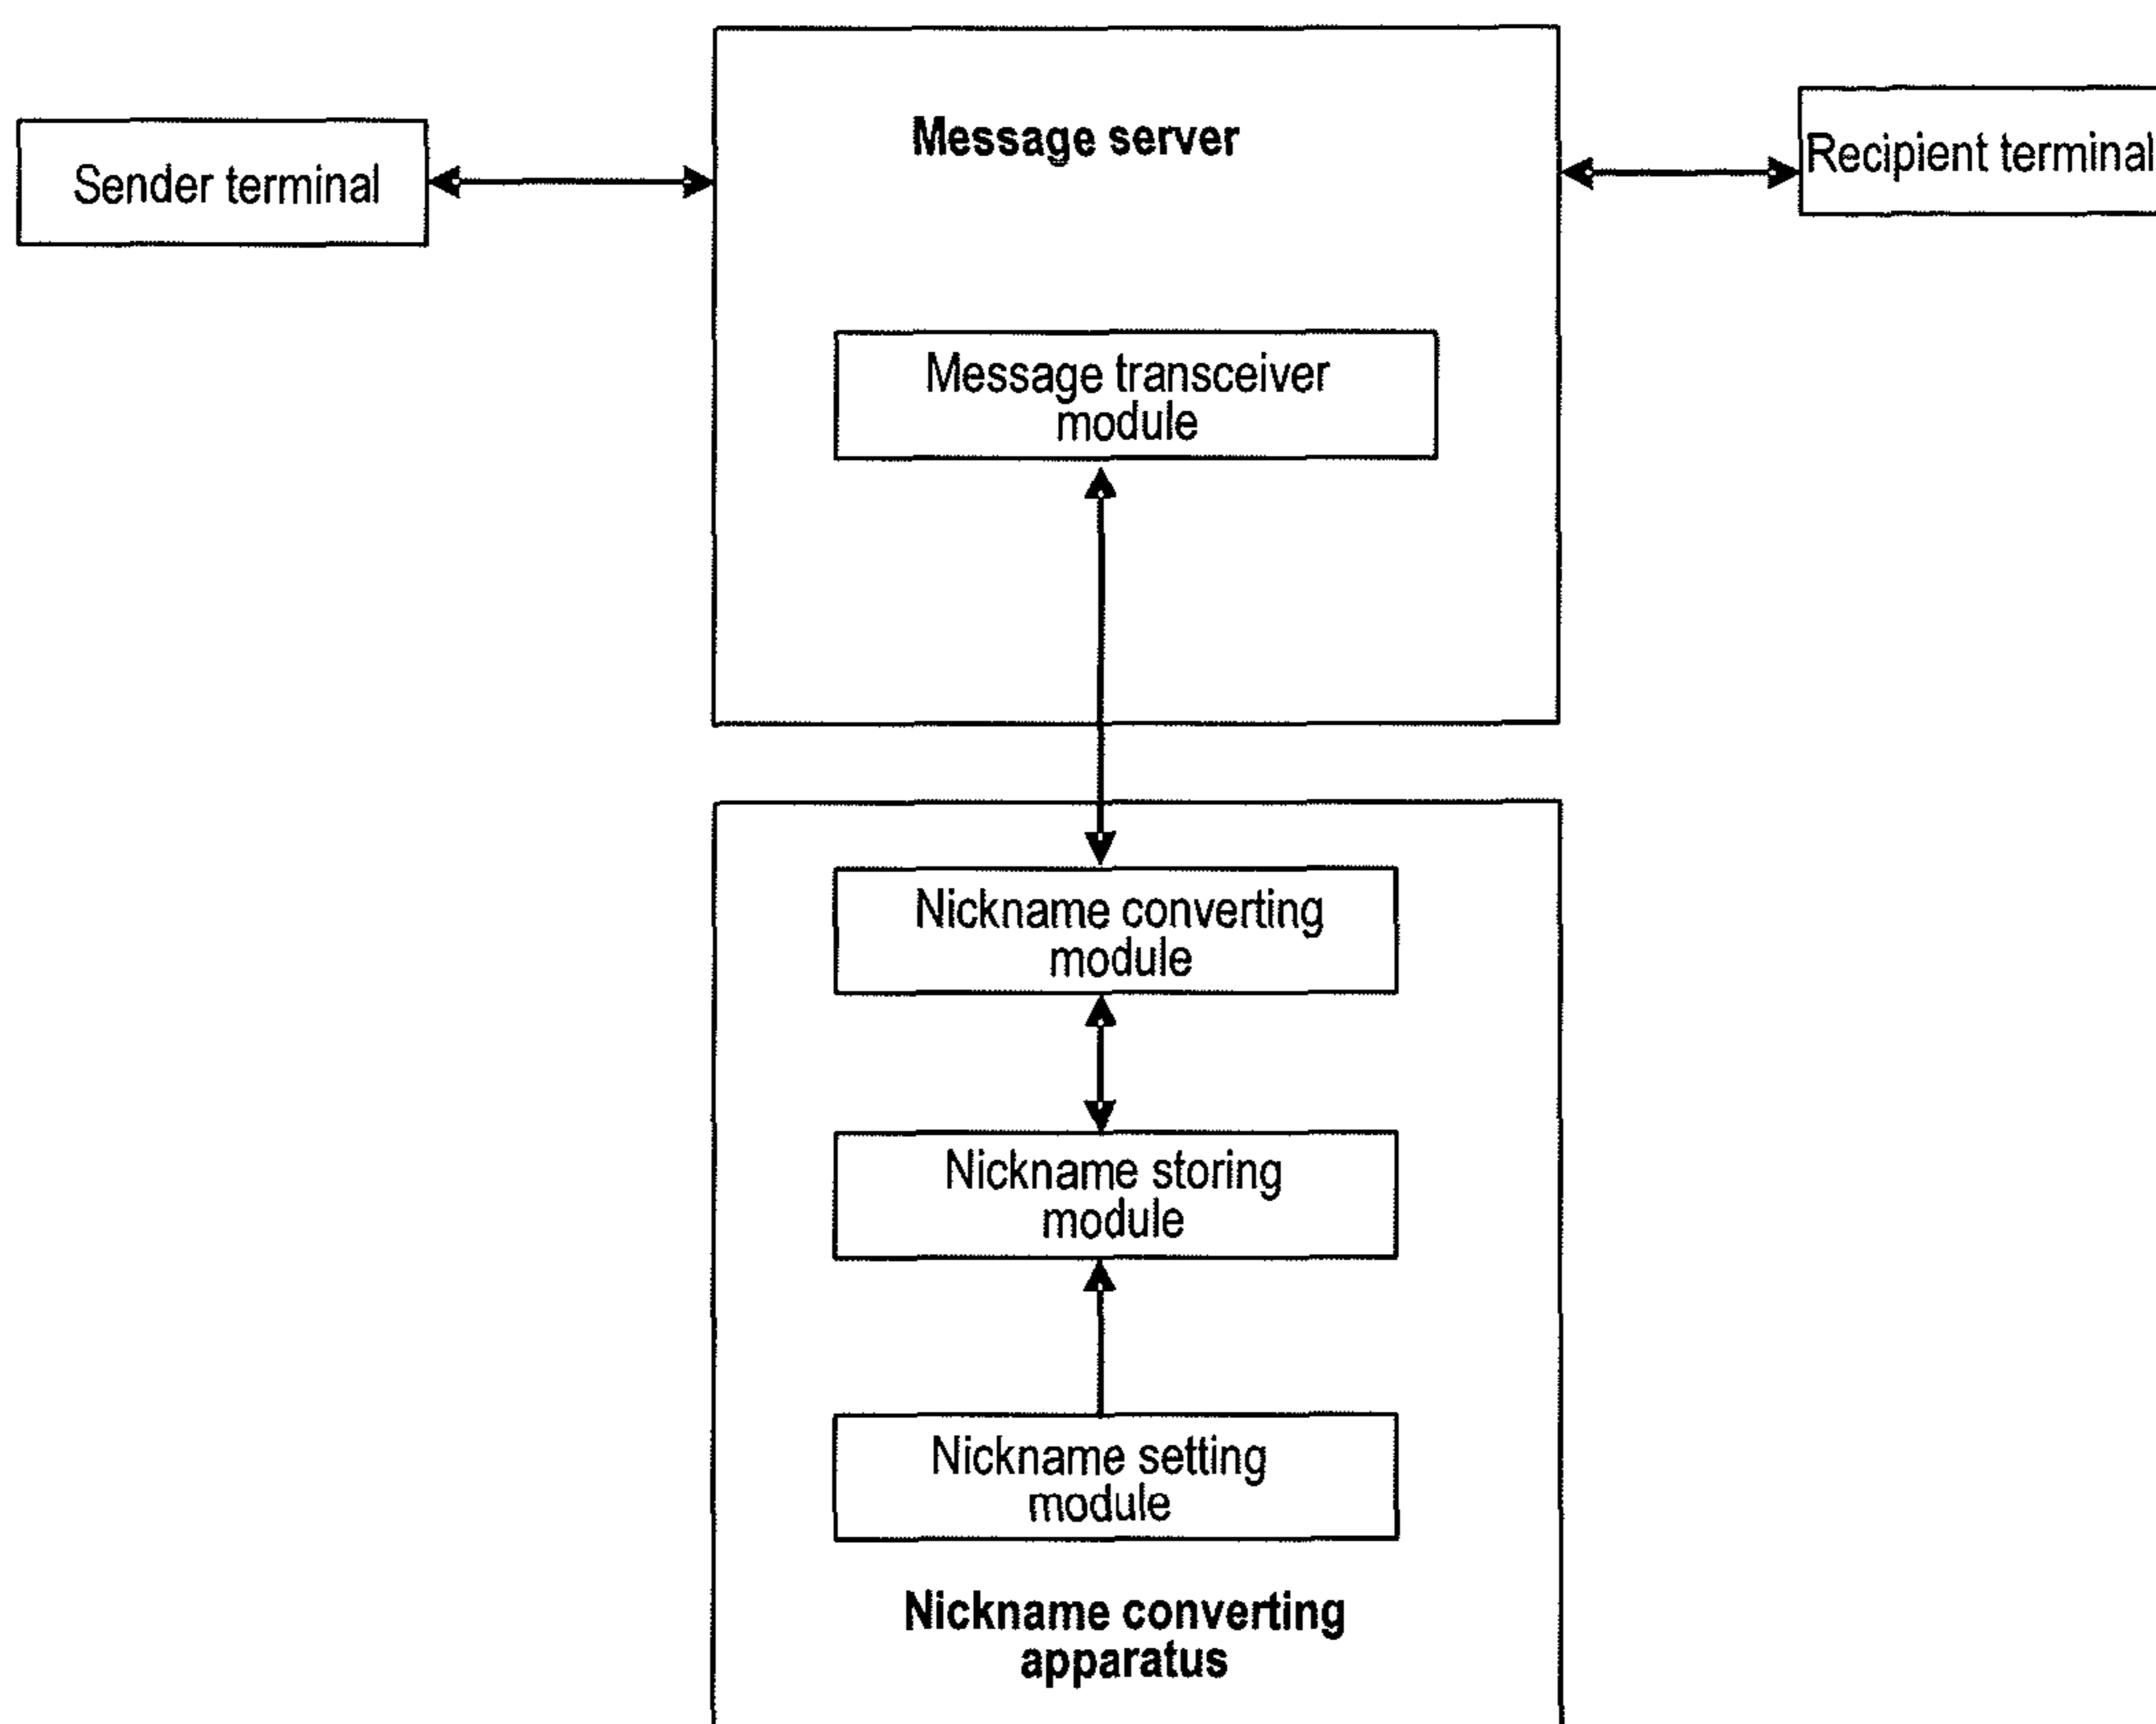 Message server
Sender terminal
Recipient terminal
Message transceiver
module
Nickname converting
module
Nickname storing
module
Nickname setting
module
Nickname converting
apparatus